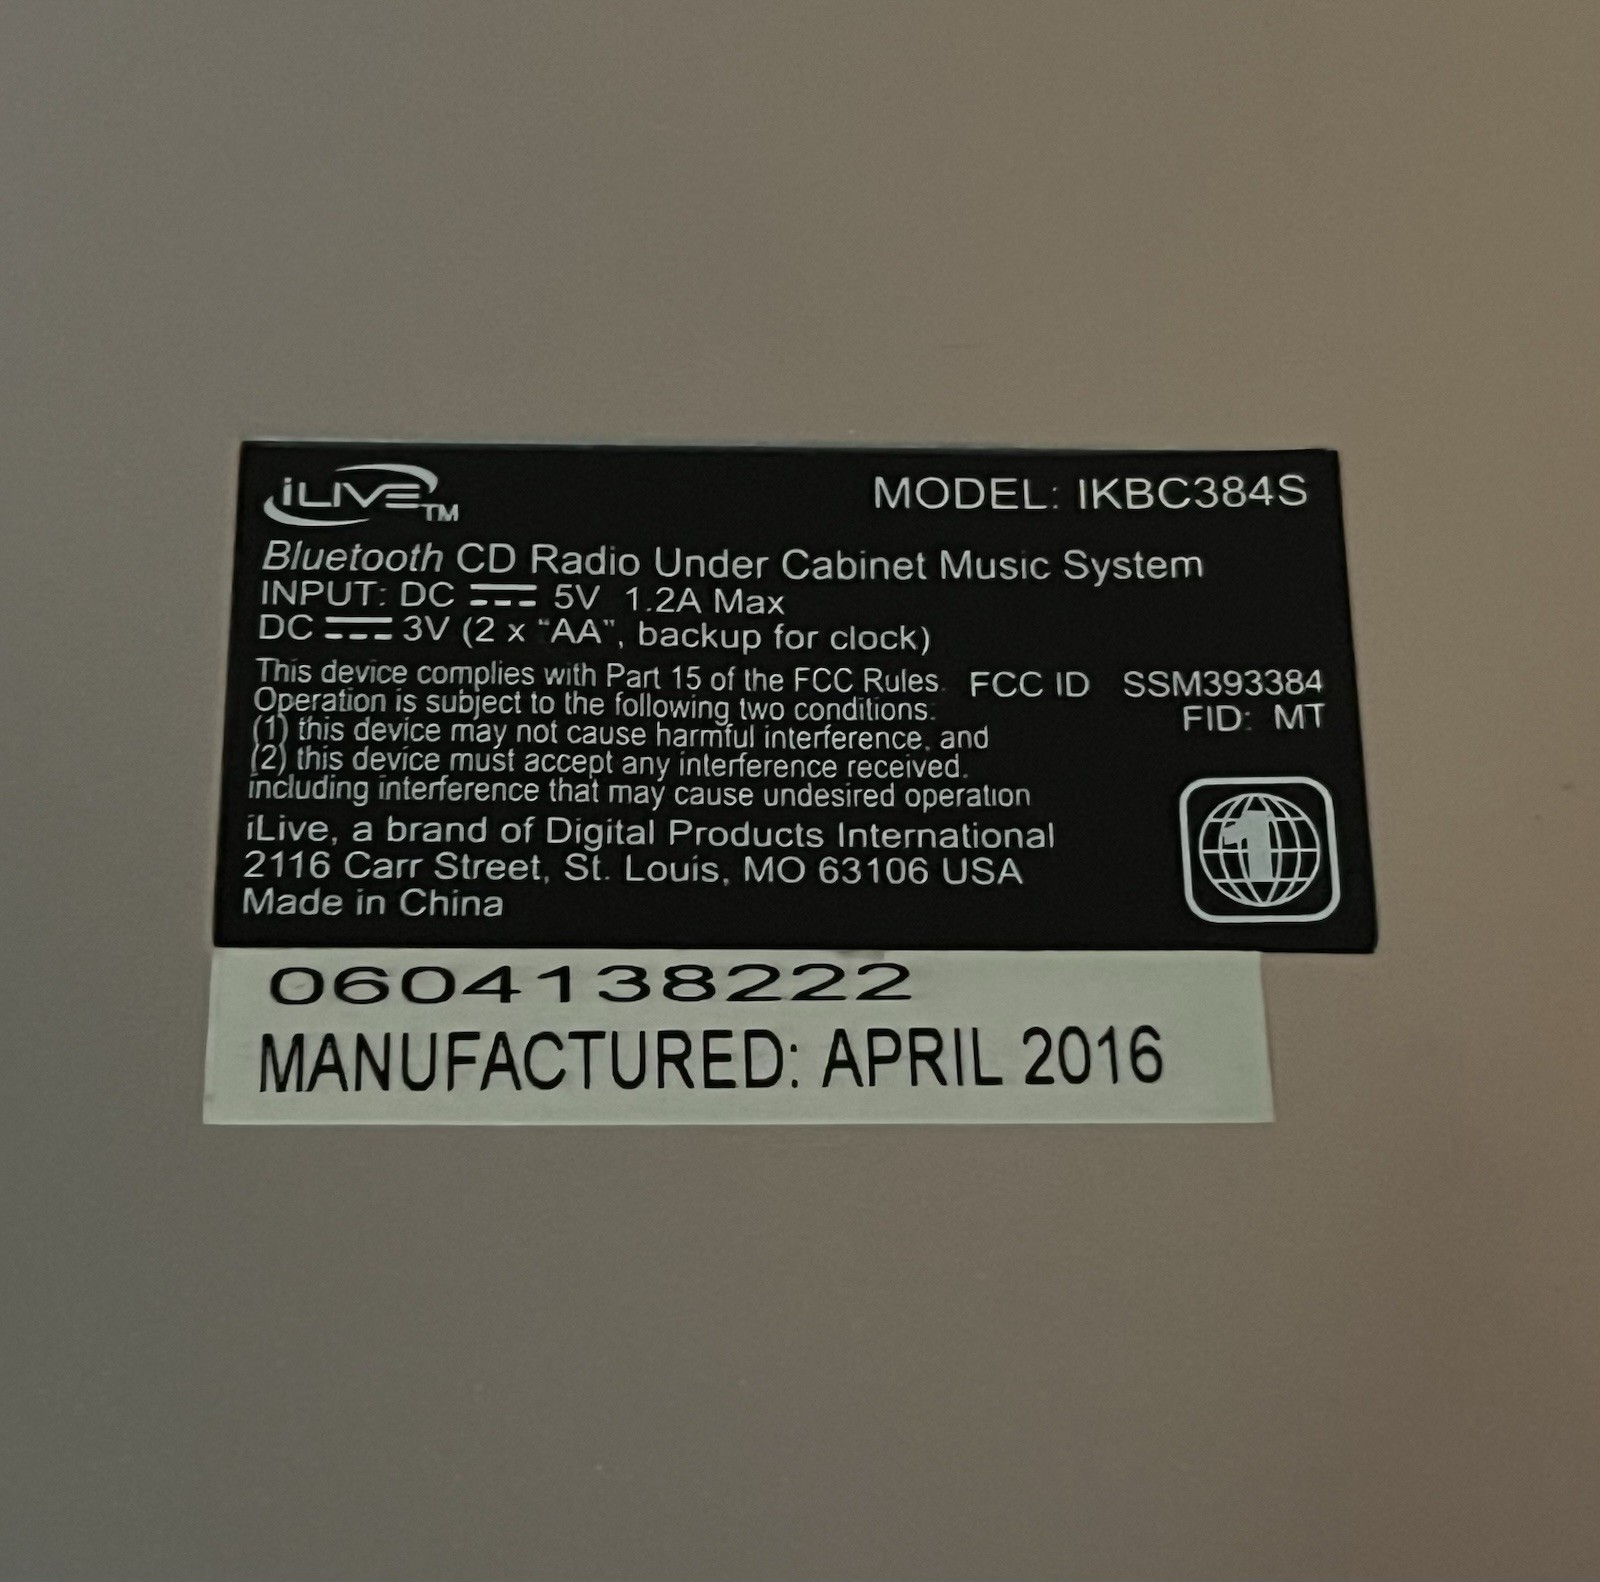 iLIVE™
MODEL: IKBC384S
Bluetooth CD Radio Under Cabinet Music System
INPUT: DC 5V 1.2A Max
DC 3V (2 x "AA", backup for clock)
This device complies with Part 15 of the FCC Rules.
Operation is subject to the following two conditions:
(1) this device may not cause harmful interference, and
(2) this device must accept any interference received,
including interference that may cause undesired operation
FCC ID SSM393384
FID: MT
iLive, a brand of Digital Products International
2116 Carr Street, St. Louis, MO 63106 USA
Made in China
1
0604138222
MANUFACTURED: APRIL 2016